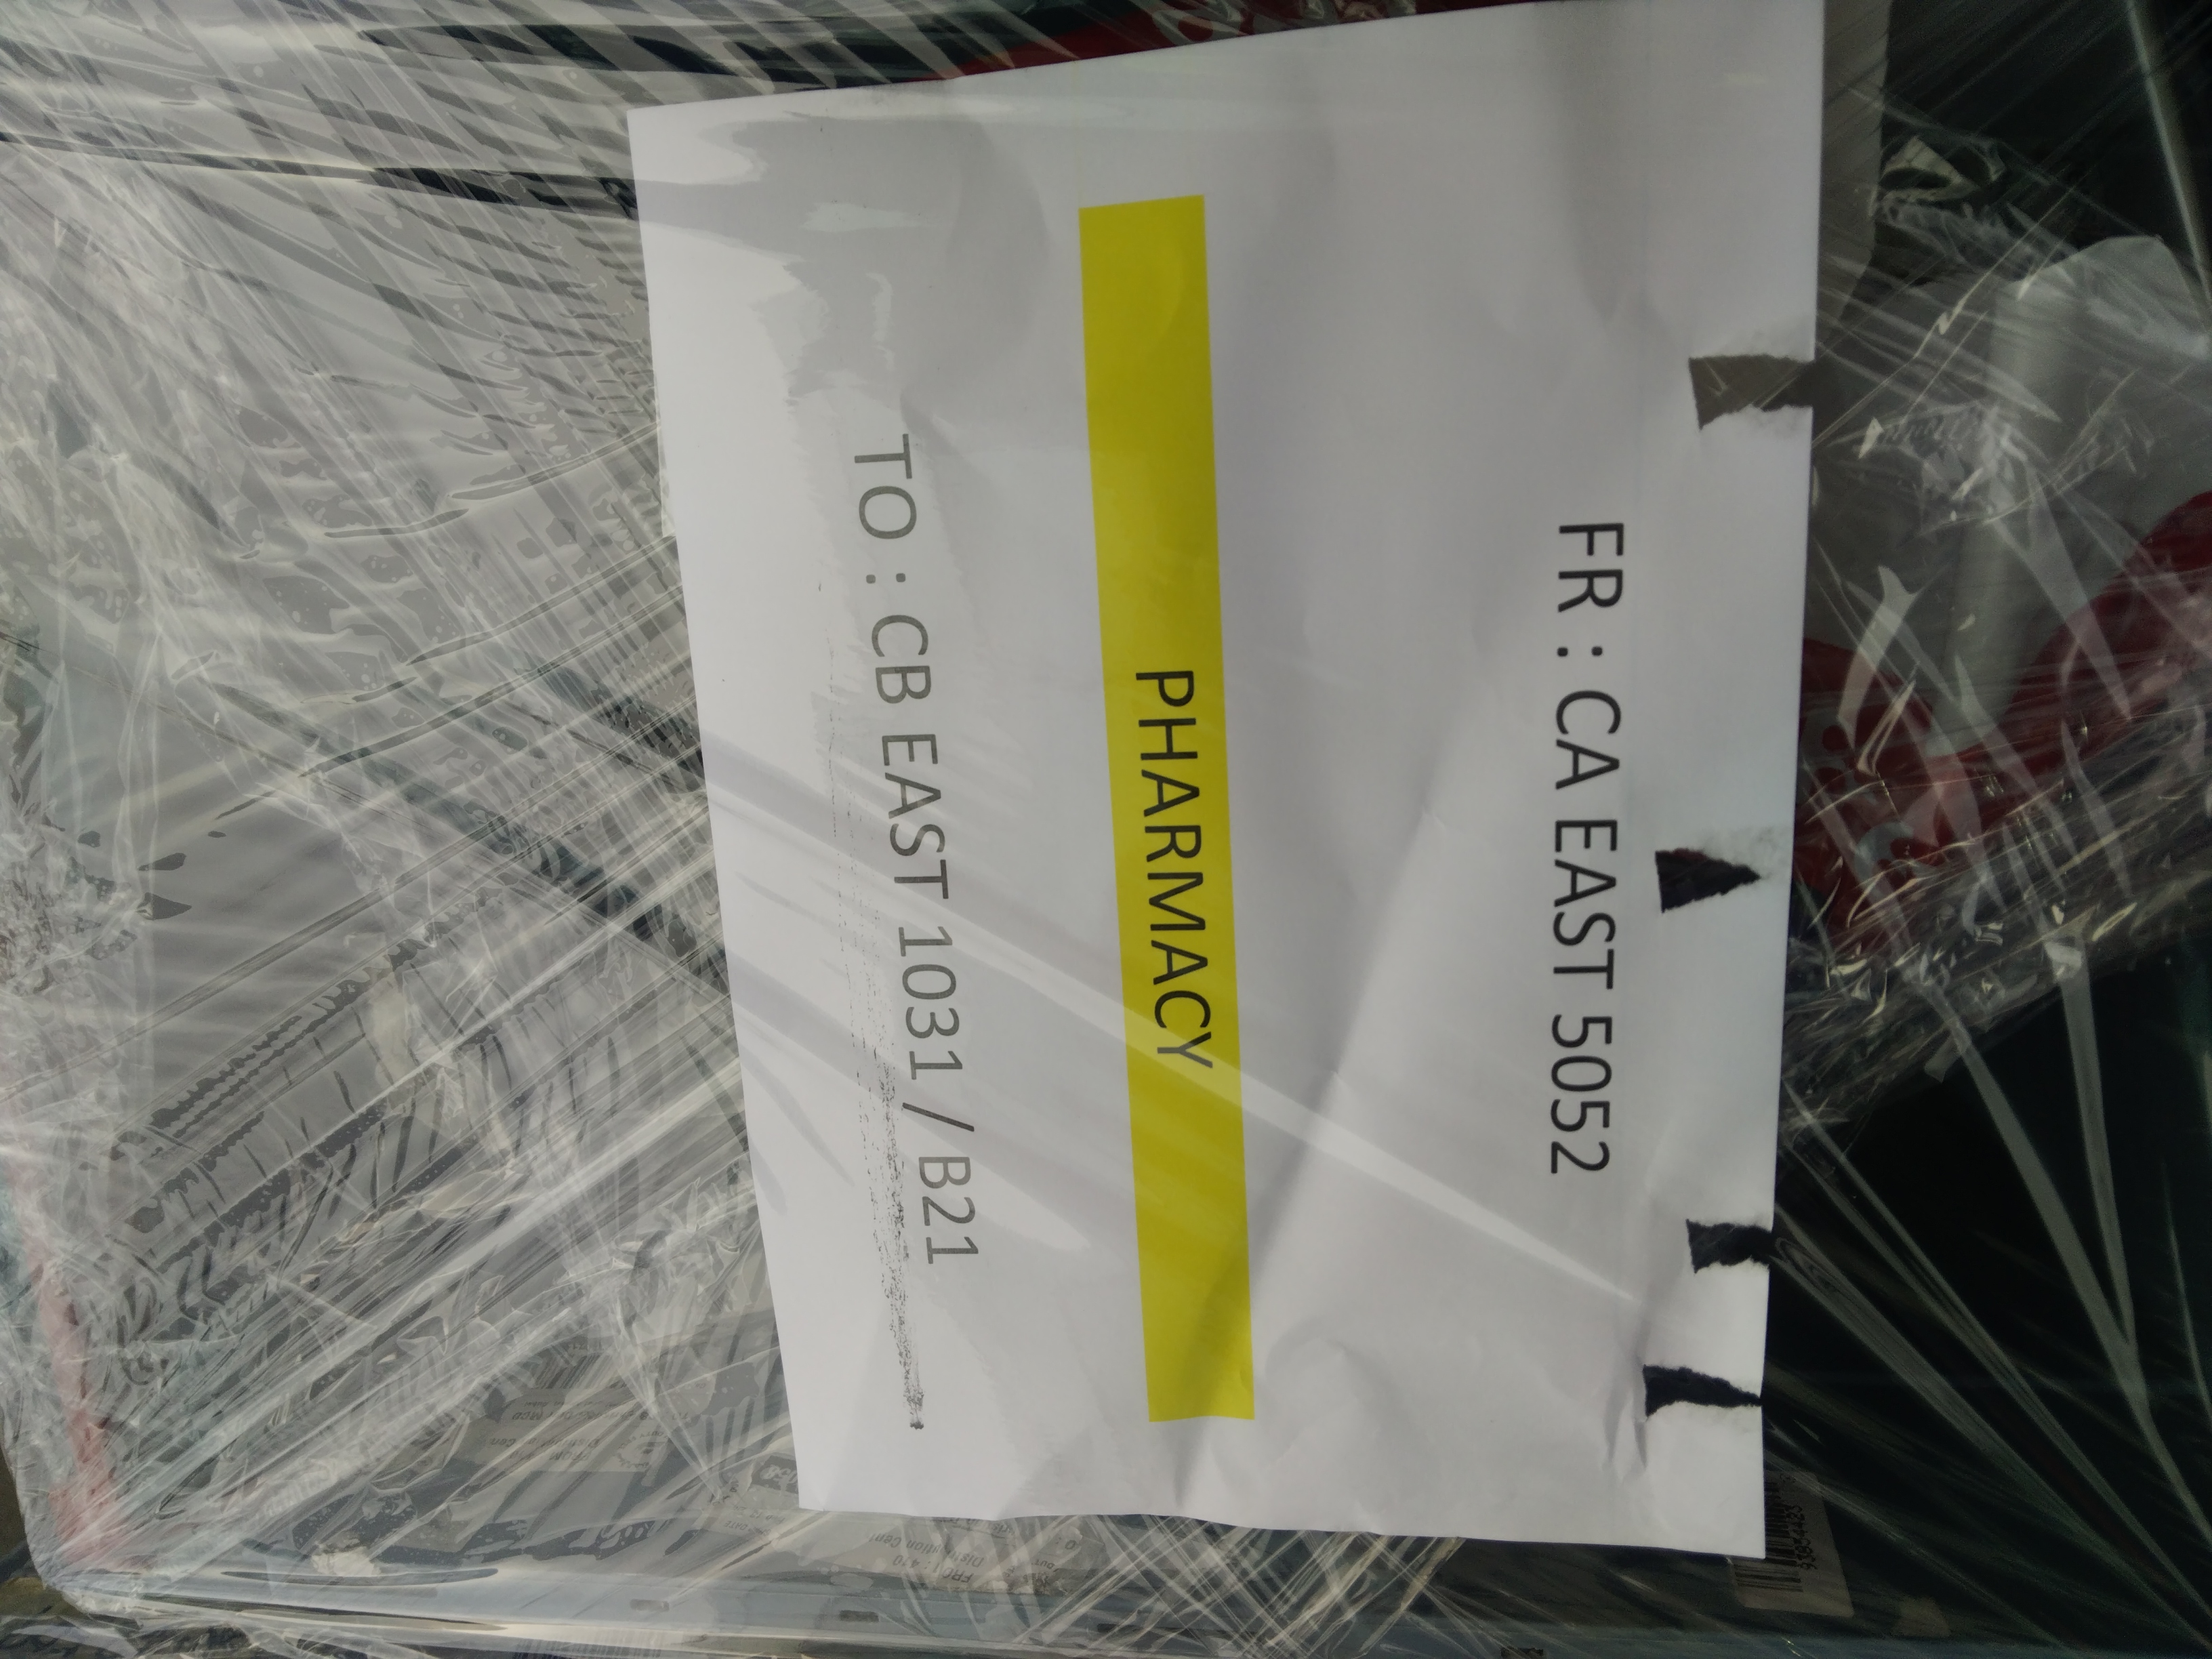 FR : CA EAST 5052
PHARMACY
TO : CB EAST 1031 / B21